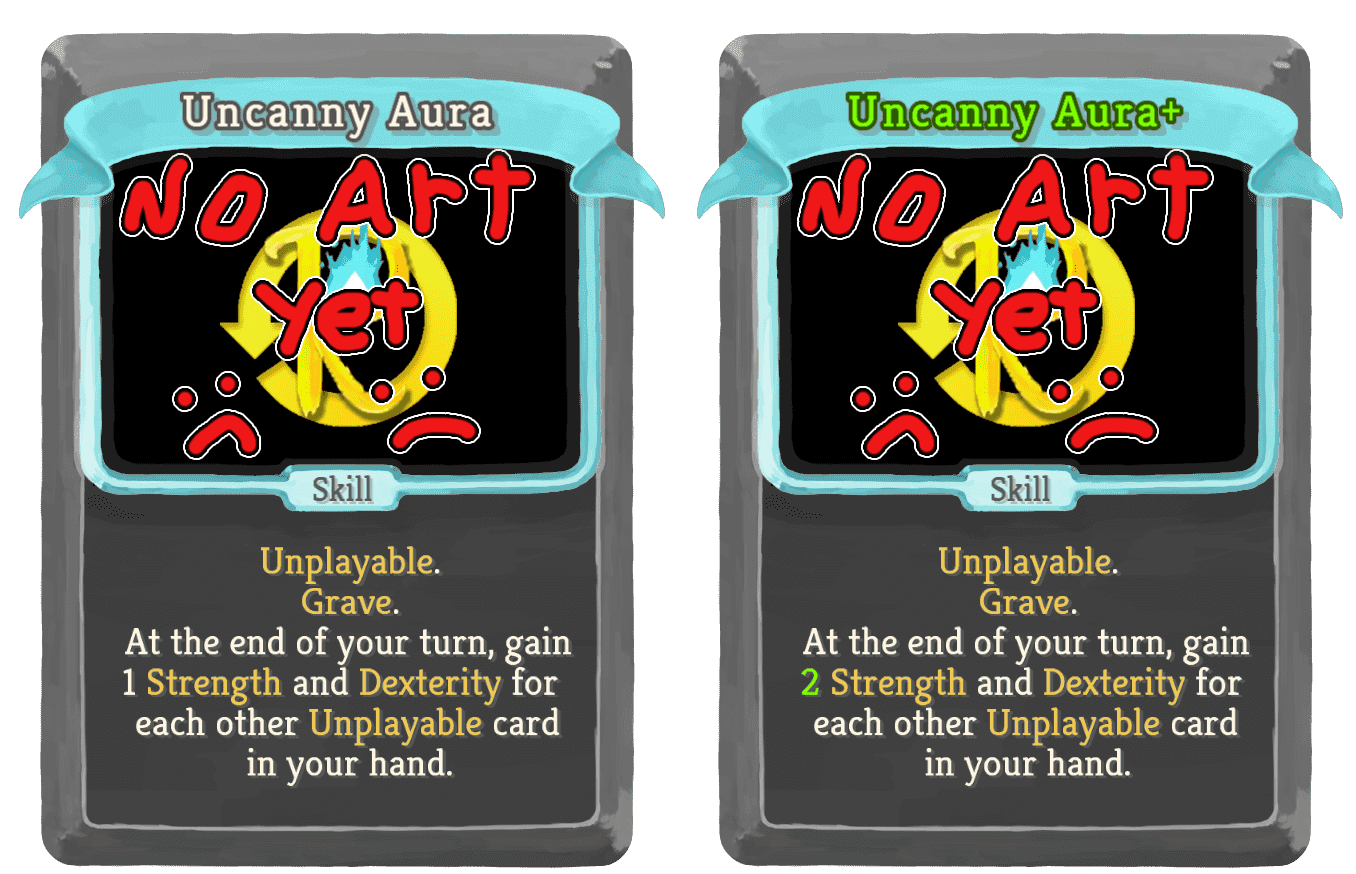 Uncanny Aura
No Art
Yet
Skill
Unplayable.
Grave.
At the end of your turn, gain
1 Strength and Dexterity for
each other Unplayable card
in your hand.
Uncanny Aura+
No Art
Yet
Skill
Unplayable.
Grave.
At the end of your turn, gain
2 Strength and Dexterity for
each other Unplayable card
in your hand.